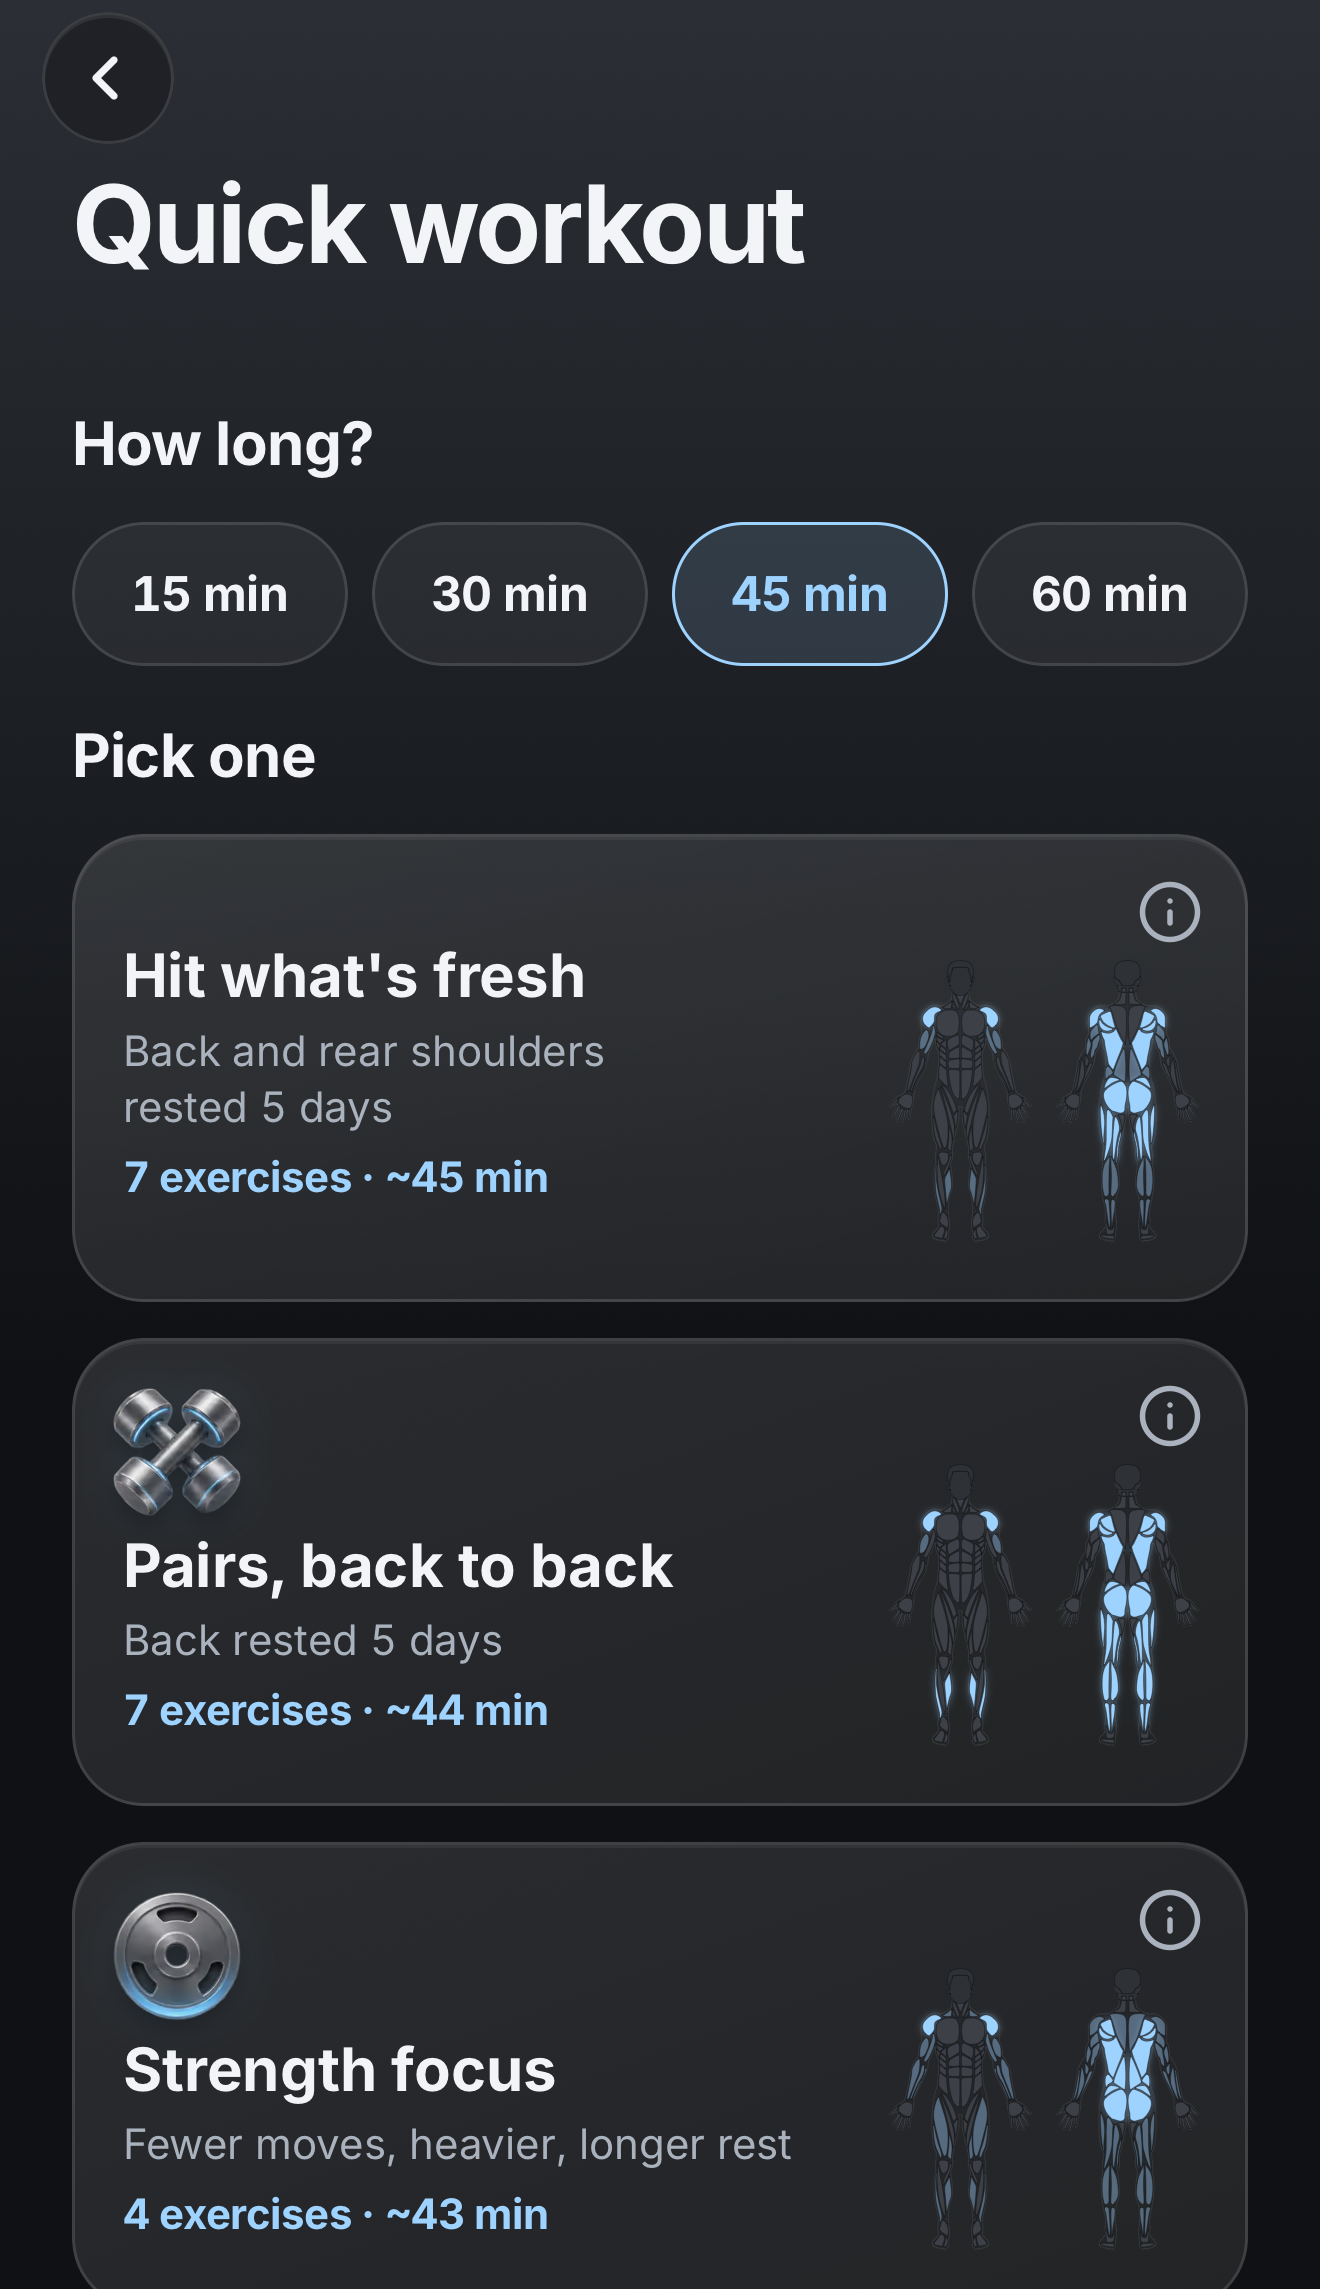 Quick workout
How long?
15 min
30 min
45 min
60 min
Pick one
Hit what's fresh
Back and rear shoulders
rested 5 days
7 exercises · ~45 min
Pairs, back to back
Back rested 5 days
7 exercises · ~44 min
Strength focus
Fewer moves, heavier, longer rest
4 exercises · ~43 min